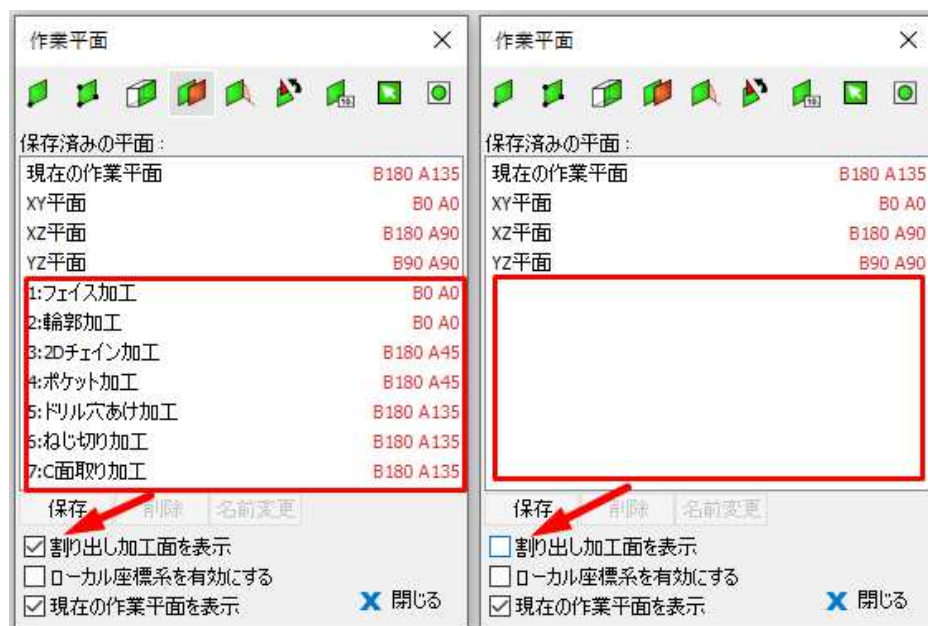 作業平面
保存済みの平面：
現在の作業平面 B180 A135
XY平面 B0 A0
XZ平面 B180 A90
YZ平面 B90 A90
1:フェイス加工 B0 A0
2:輪郭加工 B0 A0
3:2Dチェイン加工 B180 A45
4:ポケット加工 B180 A45
5:ドリル穴あけ加工 B180 A135
6:ねじ切り加工 B180 A135
7:C面取り加工 B180 A135
保存 削除 名前変更
割り出し加工面を表示
ローカル座標系を有効にする
現在の作業平面を表示 閉じる
作業平面
保存済みの平面：
現在の作業平面 B180 A135
XY平面 B0 A0
XZ平面 B180 A90
YZ平面 B90 A90
保存 削除 名前変更
割り出し加工面を表示
ローカル座標系を有効にする
現在の作業平面を表示 閉じる